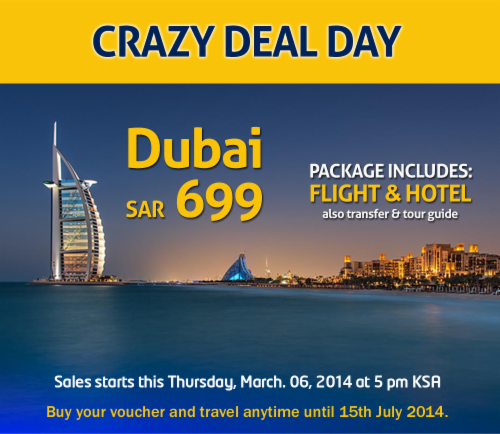 CRAZY DEAL DAY
Dubai
SAR 699
PACKAGE INCLUDES:
FLIGHT & HOTEL
also transfer & tour guide
Sales starts this Thursday, March. 06, 2014 at 5 pm KSA
Buy your voucher and travel anytime until 15th July 2014.